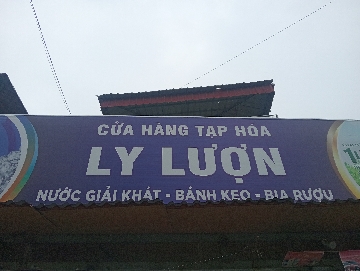 CỬA HÀNG TẠP HÓA
LY LƯỢN
NƯỚC GIẢI KHÁT - BÁNH KẸO - BIA RƯỢU